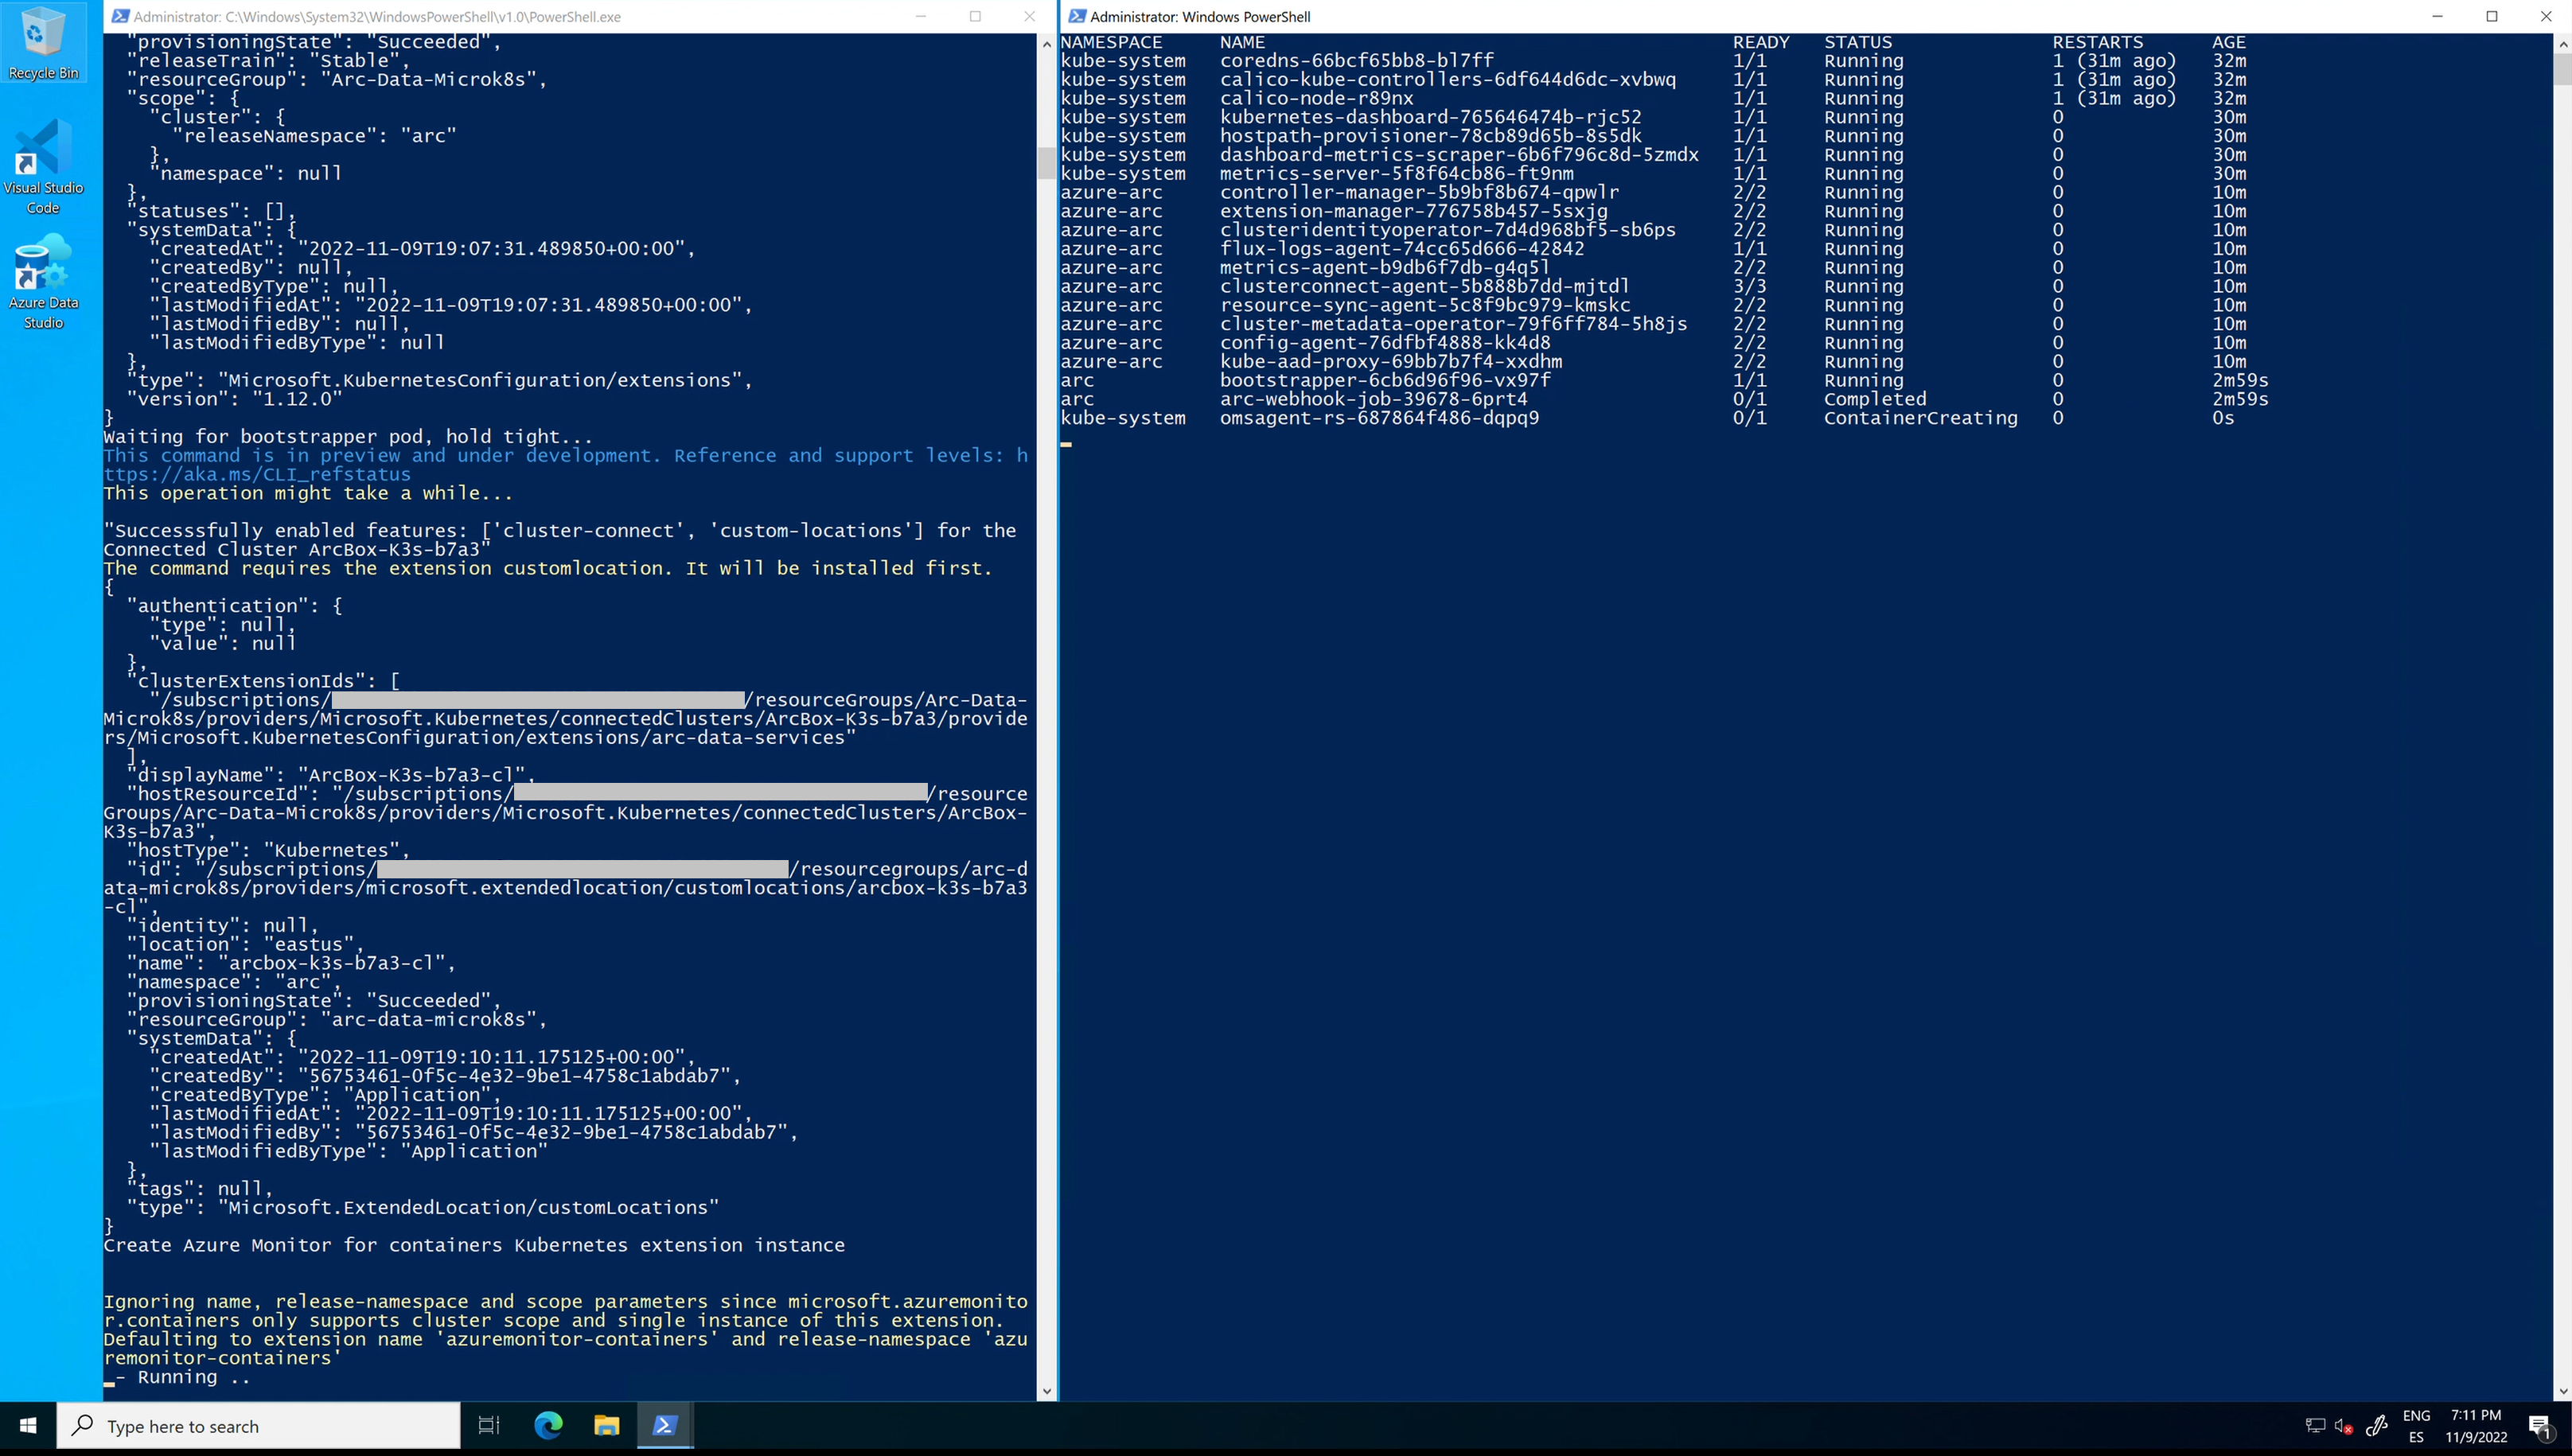 Recycle Bin
Visual Studio
Code
Azure Data
Studio
Administrator: C:\Windows\System32\WindowsPowerShell\v1.0\PowerShell.exe
  "provisioningState": "Succeeded",
  "releaseTrain": "Stable",
  "resourceGroup": "Arc-Data-Microk8s",
  "scope": {
    "cluster": {
      "releaseNamespace": "arc"
    },
    "namespace": null
  },
  "statuses": [],
  "systemData": {
    "createdAt": "2022-11-09T19:07:31.489850+00:00",
    "createdBy": null,
    "createdByType": null,
    "lastModifiedAt": "2022-11-09T19:07:31.489850+00:00",
    "lastModifiedBy": null,
    "lastModifiedByType": null
  },
  "type": "Microsoft.KubernetesConfiguration/extensions",
  "version": "1.12.0"
}
Waiting for bootstrapper pod, hold tight...
This command is in preview and under development. Reference and support levels: h
ttps://aka.ms/CLI_refstatus
This operation might take a while...
"Successsfully enabled features: ['cluster-connect', 'custom-locations'] for the
Connected Cluster ArcBox-K3s-b7a3"
The command requires the extension customlocation. It will be installed first.
{
  "authentication": {
    "type": null,
    "value": null
  },
  "clusterExtensionIds": [
    "/subscriptions/ /resourceGroups/Arc-Data-
Microk8s/providers/Microsoft.Kubernetes/connectedClusters/ArcBox-K3s-b7a3/provide
rs/Microsoft.KubernetesConfiguration/extensions/arc-data-services"
  ],
  "displayName": "ArcBox-K3s-b7a3-cl",
  "hostResourceId": "/subscriptions/ /resource
Groups/Arc-Data-Microk8s/providers/Microsoft.Kubernetes/connectedClusters/ArcBox-
K3s-b7a3",
  "hostType": "Kubernetes",
  "id": "/subscriptions/ /resourcegroups/arc-d
ata-microk8s/providers/microsoft.extendedlocation/customlocations/arcbox-k3s-b7a3
-cl",
  "identity": null,
  "location": "eastus",
  "name": "arcbox-k3s-b7a3-cl",
  "namespace": "arc",
  "provisioningState": "Succeeded",
  "resourceGroup": "arc-data-microk8s",
  "systemData": {
    "createdAt": "2022-11-09T19:10:11.175125+00:00",
    "createdBy": "56753461-0f5c-4e32-9be1-4758c1abdab7",
    "createdByType": "Application",
    "lastModifiedAt": "2022-11-09T19:10:11.175125+00:00",
    "lastModifiedBy": "56753461-0f5c-4e32-9be1-4758c1abdab7",
    "lastModifiedByType": "Application"
  },
  "tags": null,
  "type": "Microsoft.ExtendedLocation/customLocations"
}
Create Azure Monitor for containers Kubernetes extension instance
Ignoring name, release-namespace and scope parameters since microsoft.azuremonito
r.containers only supports cluster scope and single instance of this extension.
Defaulting to extension name 'azuremonitor-containers' and release-namespace 'azu
remonitor-containers'
 - Running ..
Administrator: Windows PowerShell
NAMESPACE NAME READY STATUS RESTARTS AGE
kube-system coredns-66bcf65bb8-bl7ff 1/1 Running 1 (31m ago) 32m
kube-system calico-kube-controllers-6df644d6dc-xvbwq 1/1 Running 1 (31m ago) 32m
kube-system calico-node-r89nx 1/1 Running 1 (31m ago) 32m
kube-system kubernetes-dashboard-765646474b-rjc52 1/1 Running 0 30m
kube-system hostpath-provisioner-78cb89d65b-8s5dk 1/1 Running 0 30m
kube-system dashboard-metrics-scraper-6b6f796c8d-5zmdx 1/1 Running 0 30m
kube-system metrics-server-5f8f64cb86-ft9nm 1/1 Running 0 30m
azure-arc controller-manager-5b9bf8b674-qpwlr 2/2 Running 0 10m
azure-arc extension-manager-776758b457-5sxjg 2/2 Running 0 10m
azure-arc clusteridentityoperator-7d4d968bf5-sb6ps 2/2 Running 0 10m
azure-arc flux-logs-agent-74cc65d666-42842 1/1 Running 0 10m
azure-arc metrics-agent-b9db6f7db-g4q5l 2/2 Running 0 10m
azure-arc clusterconnect-agent-5b888b7dd-mjtdl 3/3 Running 0 10m
azure-arc resource-sync-agent-5c8f9bc979-kmskc 2/2 Running 0 10m
azure-arc cluster-metadata-operator-79f6ff784-5h8js 2/2 Running 0 10m
azure-arc config-agent-76dfbf4888-kk4d8 2/2 Running 0 10m
azure-arc kube-aad-proxy-69bb7b7f4-xxdhm 2/2 Running 0 10m
arc bootstrapper-6cb6d96f96-vx97f 1/1 Running 0 2m59s
arc arc-webhook-job-39678-6prt4 0/1 Completed 0 2m59s
kube-system omsagent-rs-687864f486-dqpq9 0/1 ContainerCreating 0 0s
Type here to search
ENG
ES
7:11 PM
11/9/2022
1